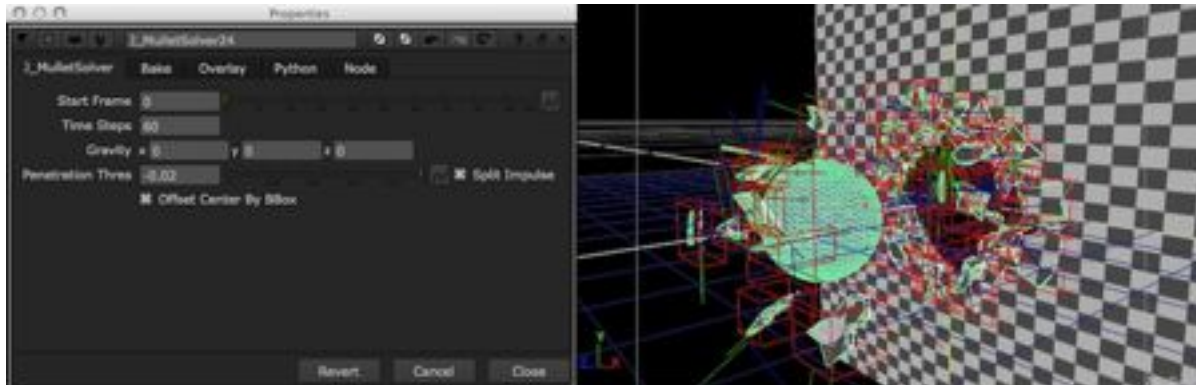 Properties
J_MulletSolver24
J_MulletSolver Bake Overlay Python Node
Start Frame 0
Time Steps 60
Gravity x 0 y 0 z 0
Penetration Thres -0.02 Split Impulse
Offset Center By BBox
Revert Cancel Close